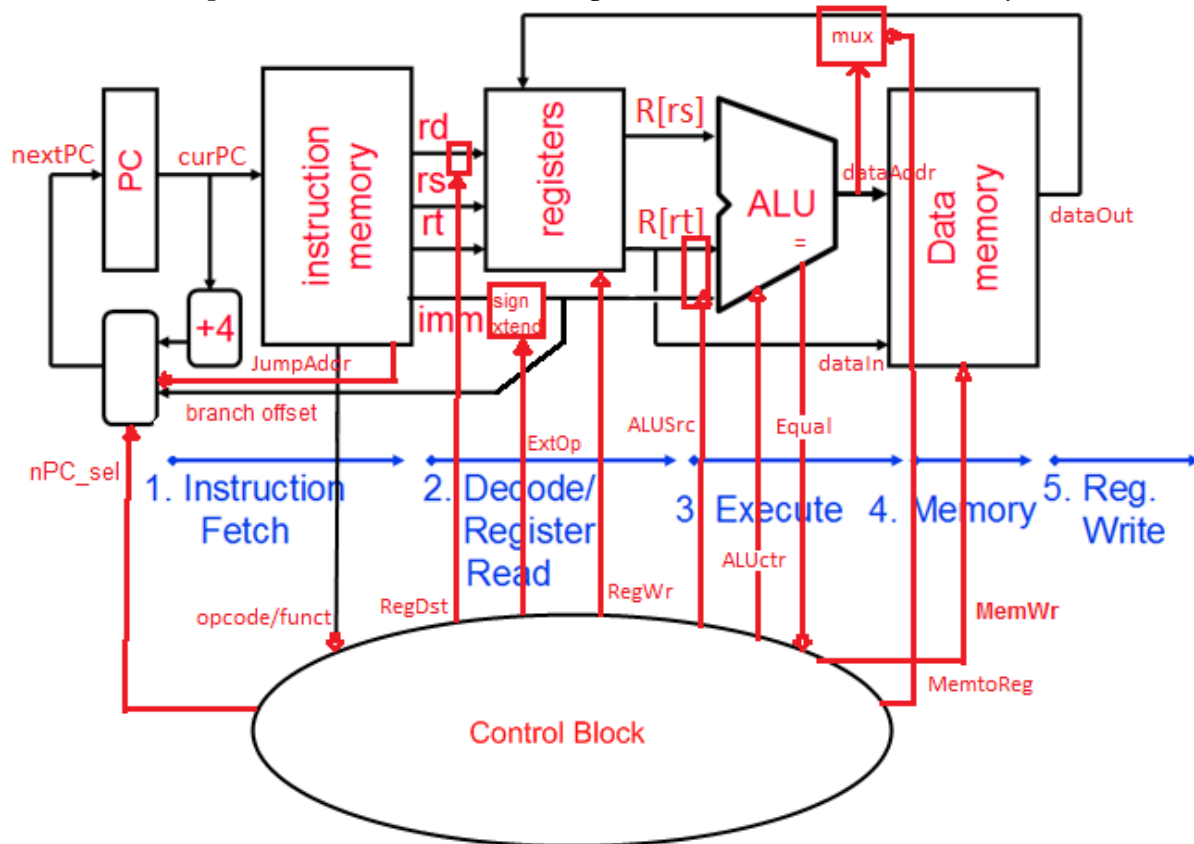 mux
rd
R[rs]
nextPC
PC
curPC
instruction
memory
rs
registers
ALU
dataAddr
Data
memory
dataOut
rt
R[rt]
=
+4
imm
sign
xtend
JumpAddr
dataIn
branch offset
ALUSrc
Equal
nPC_sel
ExtOp
1. Instruction
Fetch
2. Decode/
Register
Read
3. Execute
4. Memory
5. Reg.
Write
ALUctr
RegDst
RegWr
opcode/funct
MemWr
MemtoReg
Control Block